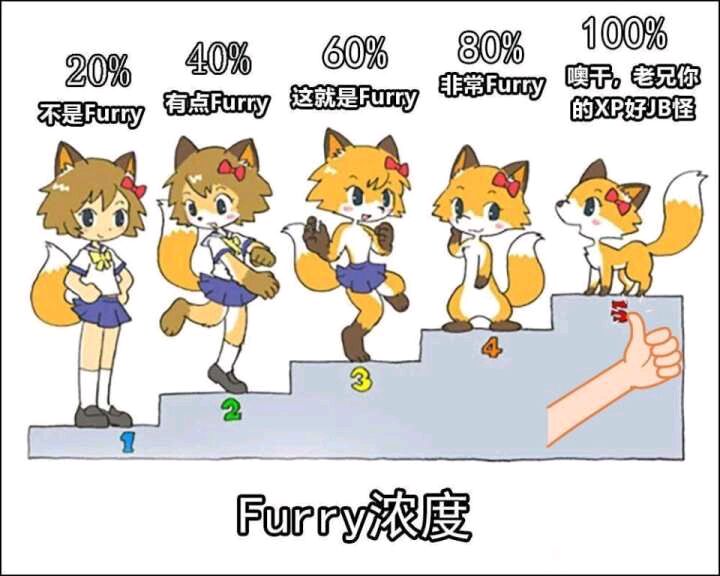 20%
不是Furry
40%
有点Furry
60%
这就是Furry
80%
非常Furry
100%
噢干，老兄你
的XP好JB怪
1
2
3
4
Furry浓度